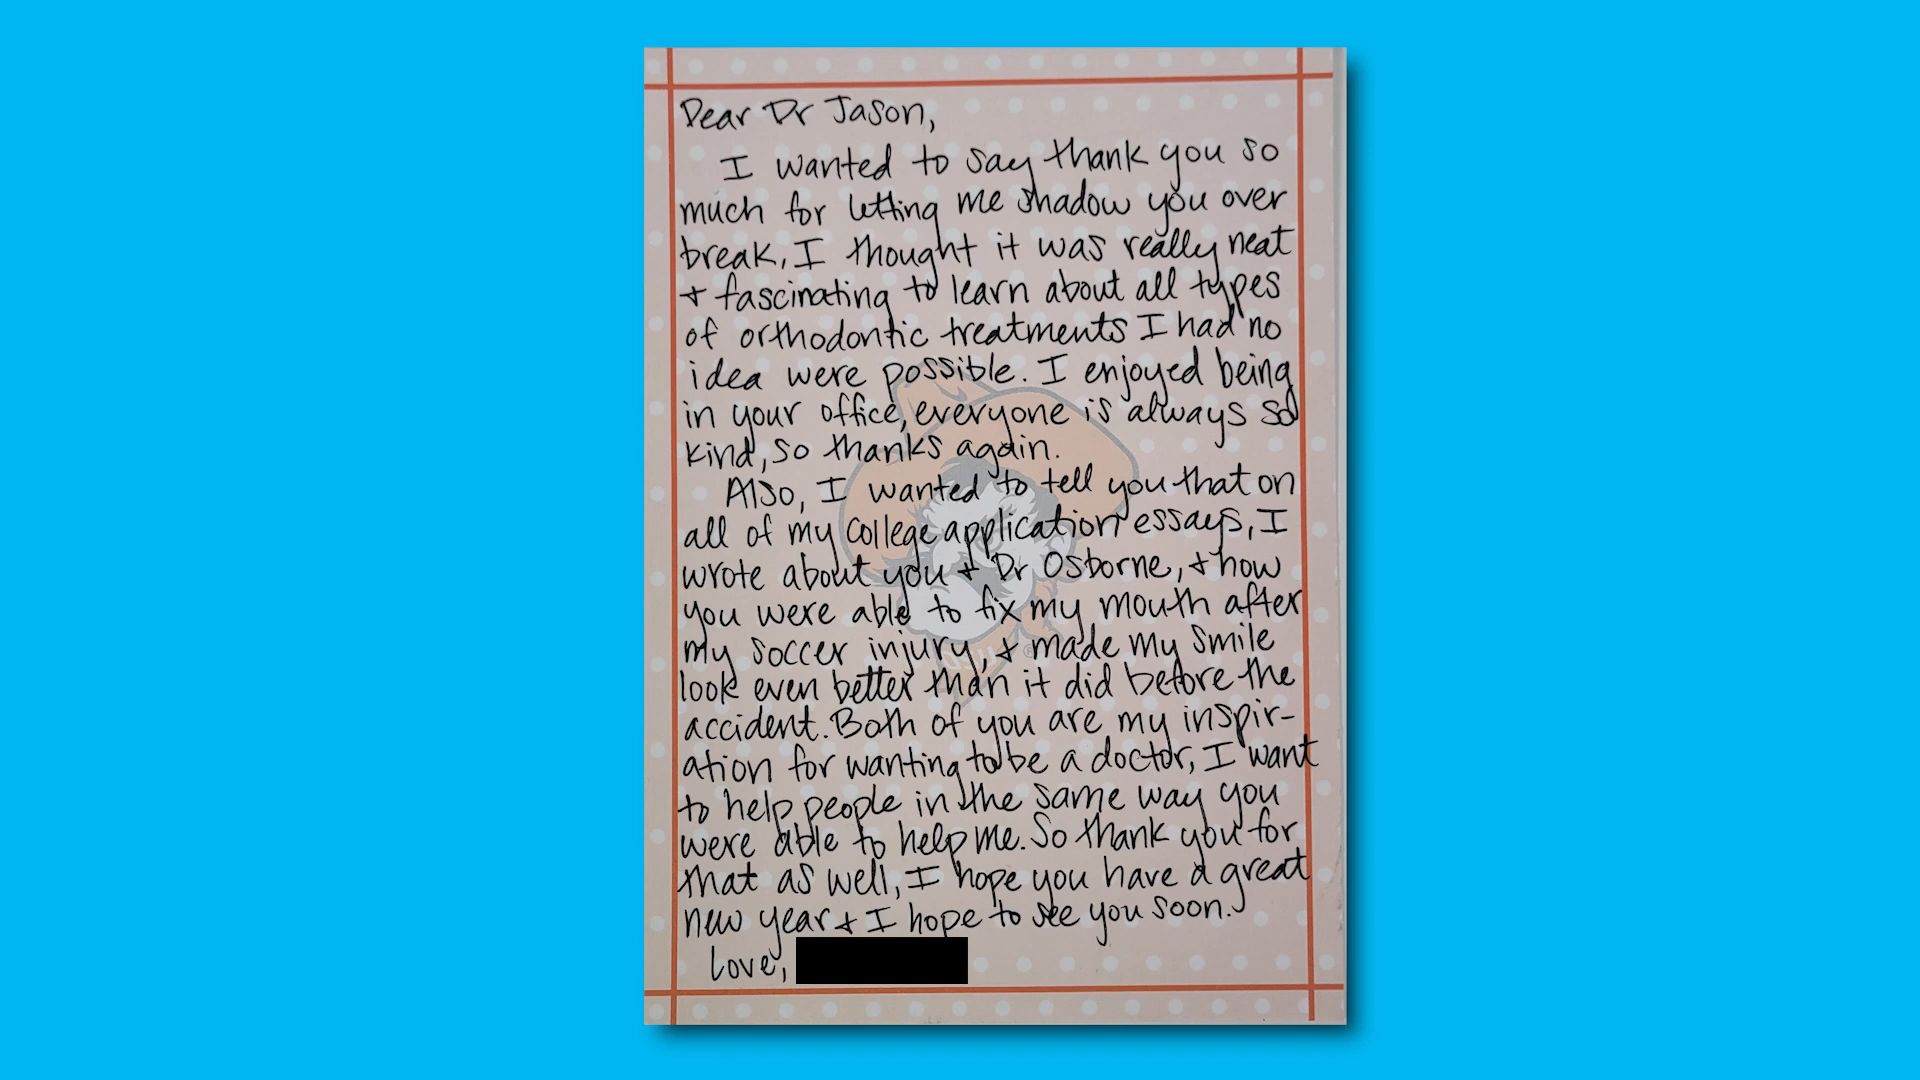 Dear Dr Jason,
I wanted to say thank you so
much for letting me shadow you over
break, I thought it was really neat
+ fascinating to learn about all types
of orthodontic treatments I had no
idea were possible. I enjoyed being
in your office, everyone is always so
kind, so thanks again.
Also, I wanted to tell you that on
all of my college application essays, I
wrote about you + Dr Osborne, + how
you were able to fix my mouth after
my soccer injury, + made my smile
look even better than it did before the
accident. Both of you are my inspir-
ation for wanting to be a doctor, I want
to help people in the same way you
were able to help me. So thank you for
that as well, I hope you have a great
new year + I hope to see you soon.
Love,